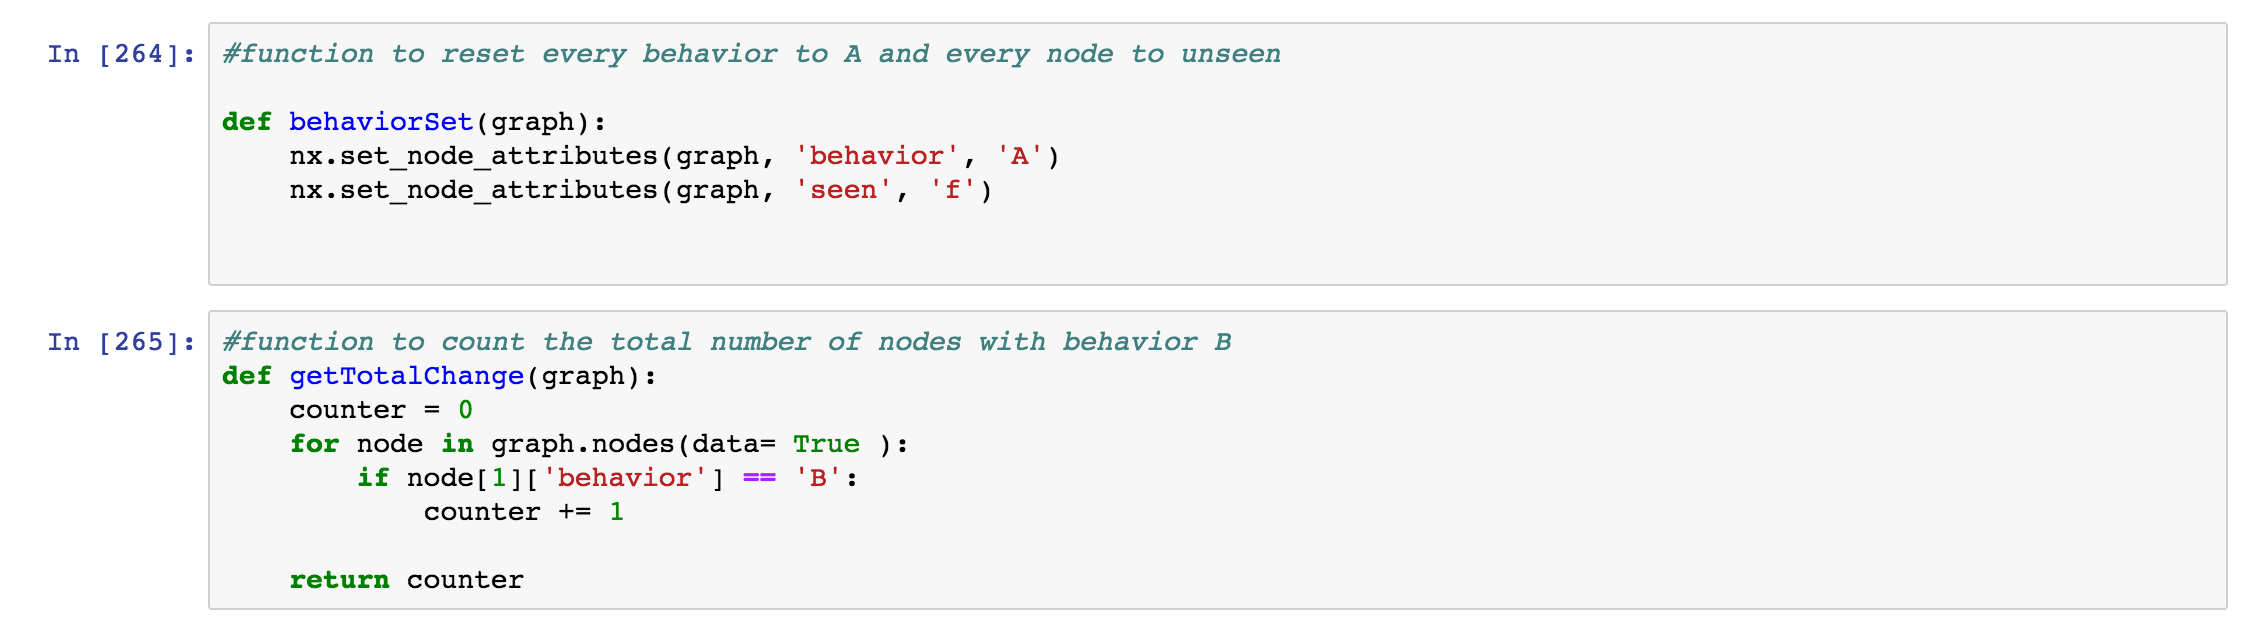 In [264]: #function to reset every behavior to A and every node to unseen
def behaviorSet(graph):
    nx.set_node_attributes(graph, 'behavior', 'A')
    nx.set_node_attributes(graph, 'seen', 'f')
In [265]: #function to count the total number of nodes with behavior B
def getTotalChange(graph):
    counter = 0
    for node in graph.nodes(data= True ):
        if node[1]['behavior'] == 'B':
            counter += 1
    return counter